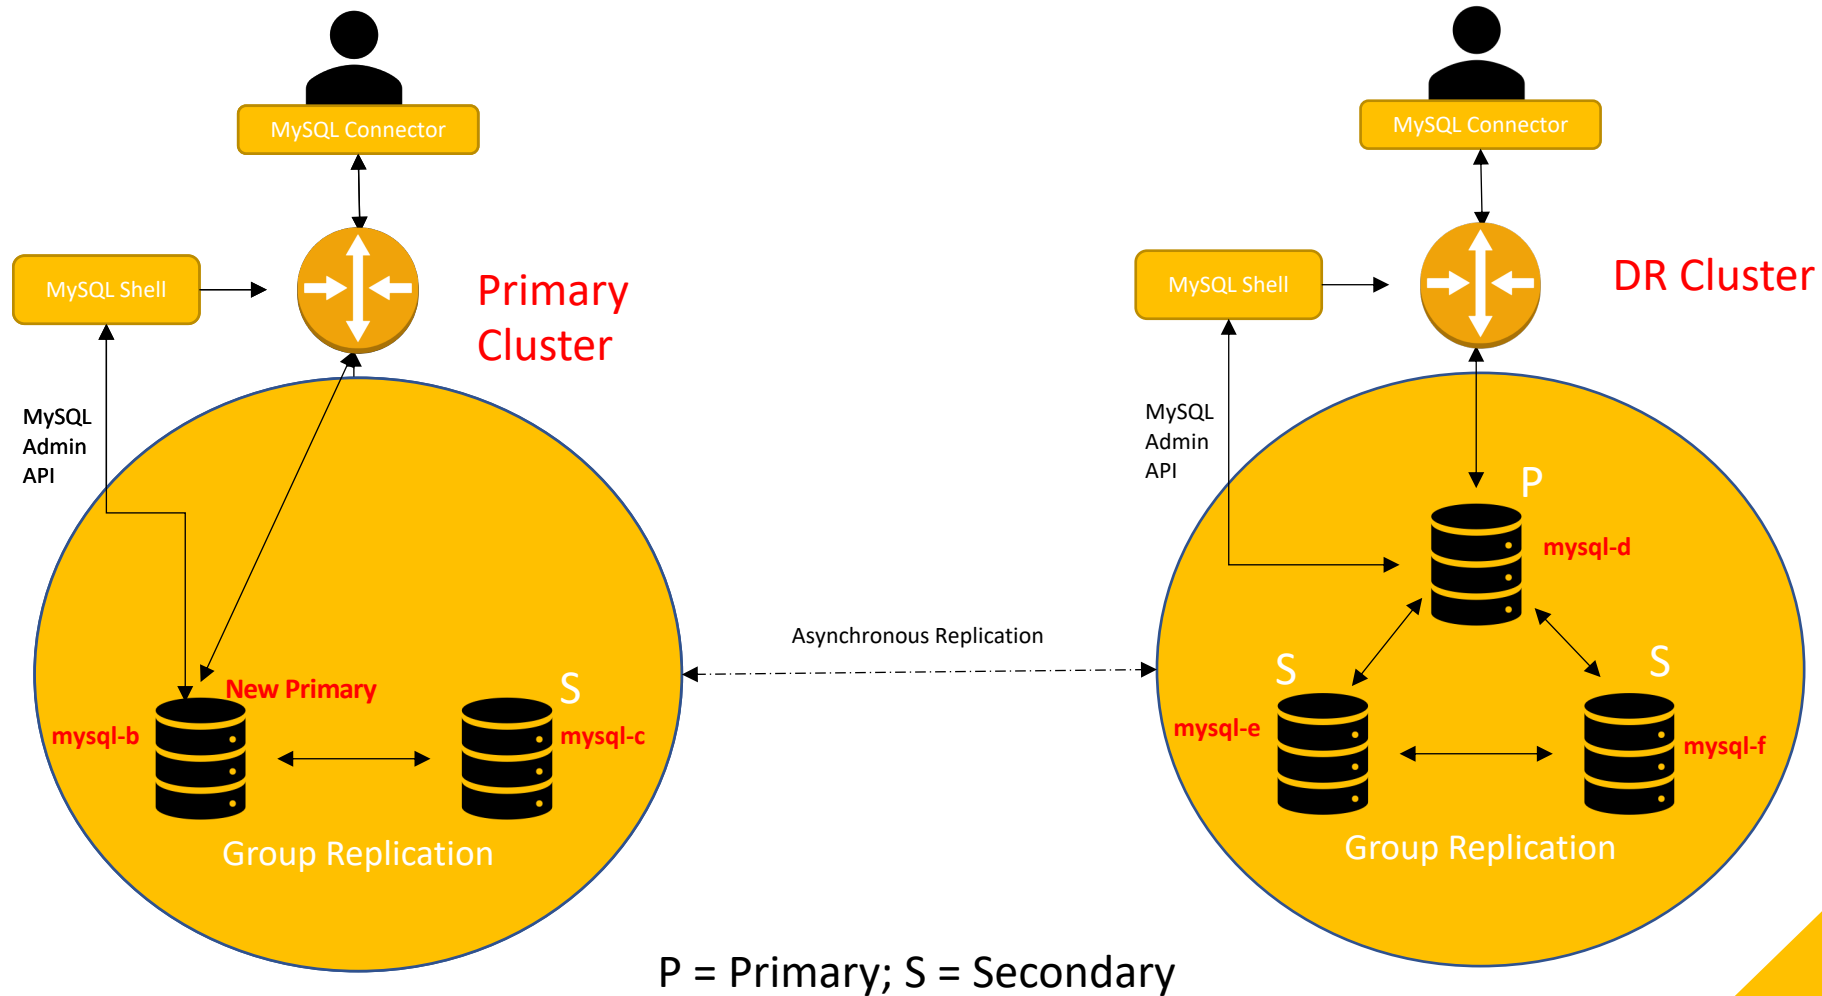 MySQL Connector
MySQL Shell
Primary
Cluster
MySQL
Admin
API
New Primary
S
mysql-b
mysql-c
Group Replication
Asynchronous Replication
MySQL Connector
MySQL Shell
DR Cluster
MySQL
Admin
API
P
mysql-d
S
S
mysql-e
mysql-f
Group Replication
P = Primary; S = Secondary